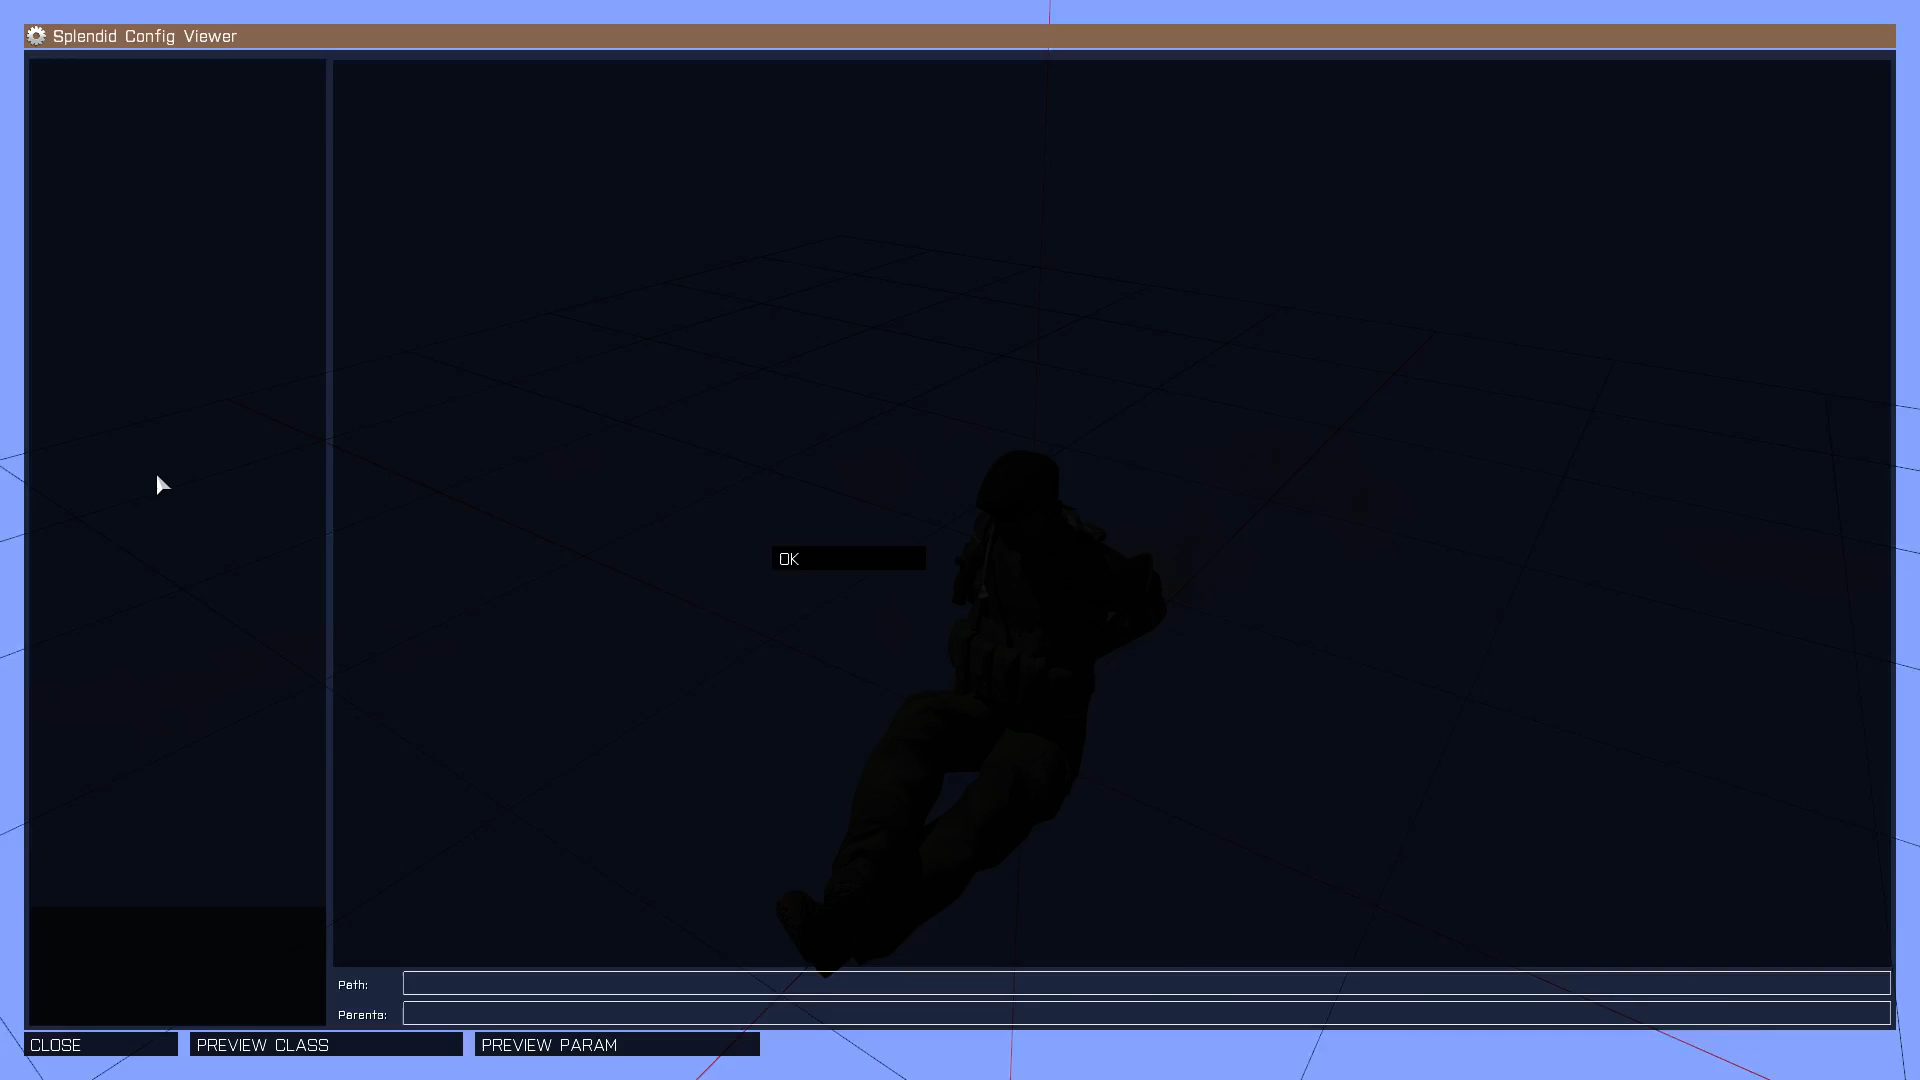 Splendid Config Viewer
OK
Path:
Parents:
CLOSE
PREVIEW CLASS
PREVIEW PARAM